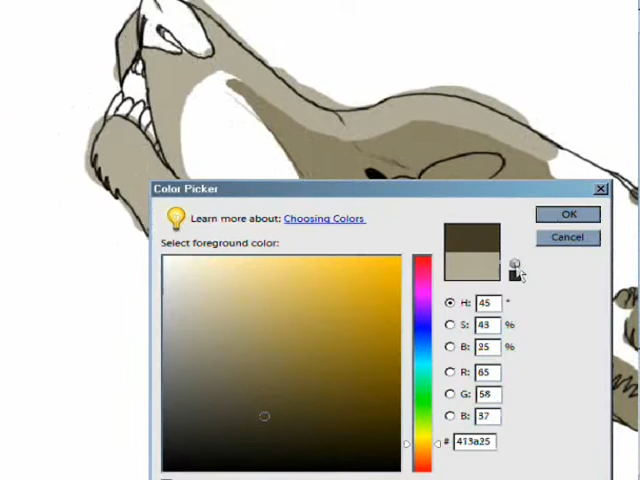 Color Picker
Learn more about: Choosing Colors
OK
Cancel
Select foreground color:
H: 45 °
S: 43 %
B: 25 %
R: 65
G: 58
B: 37
# 413a25